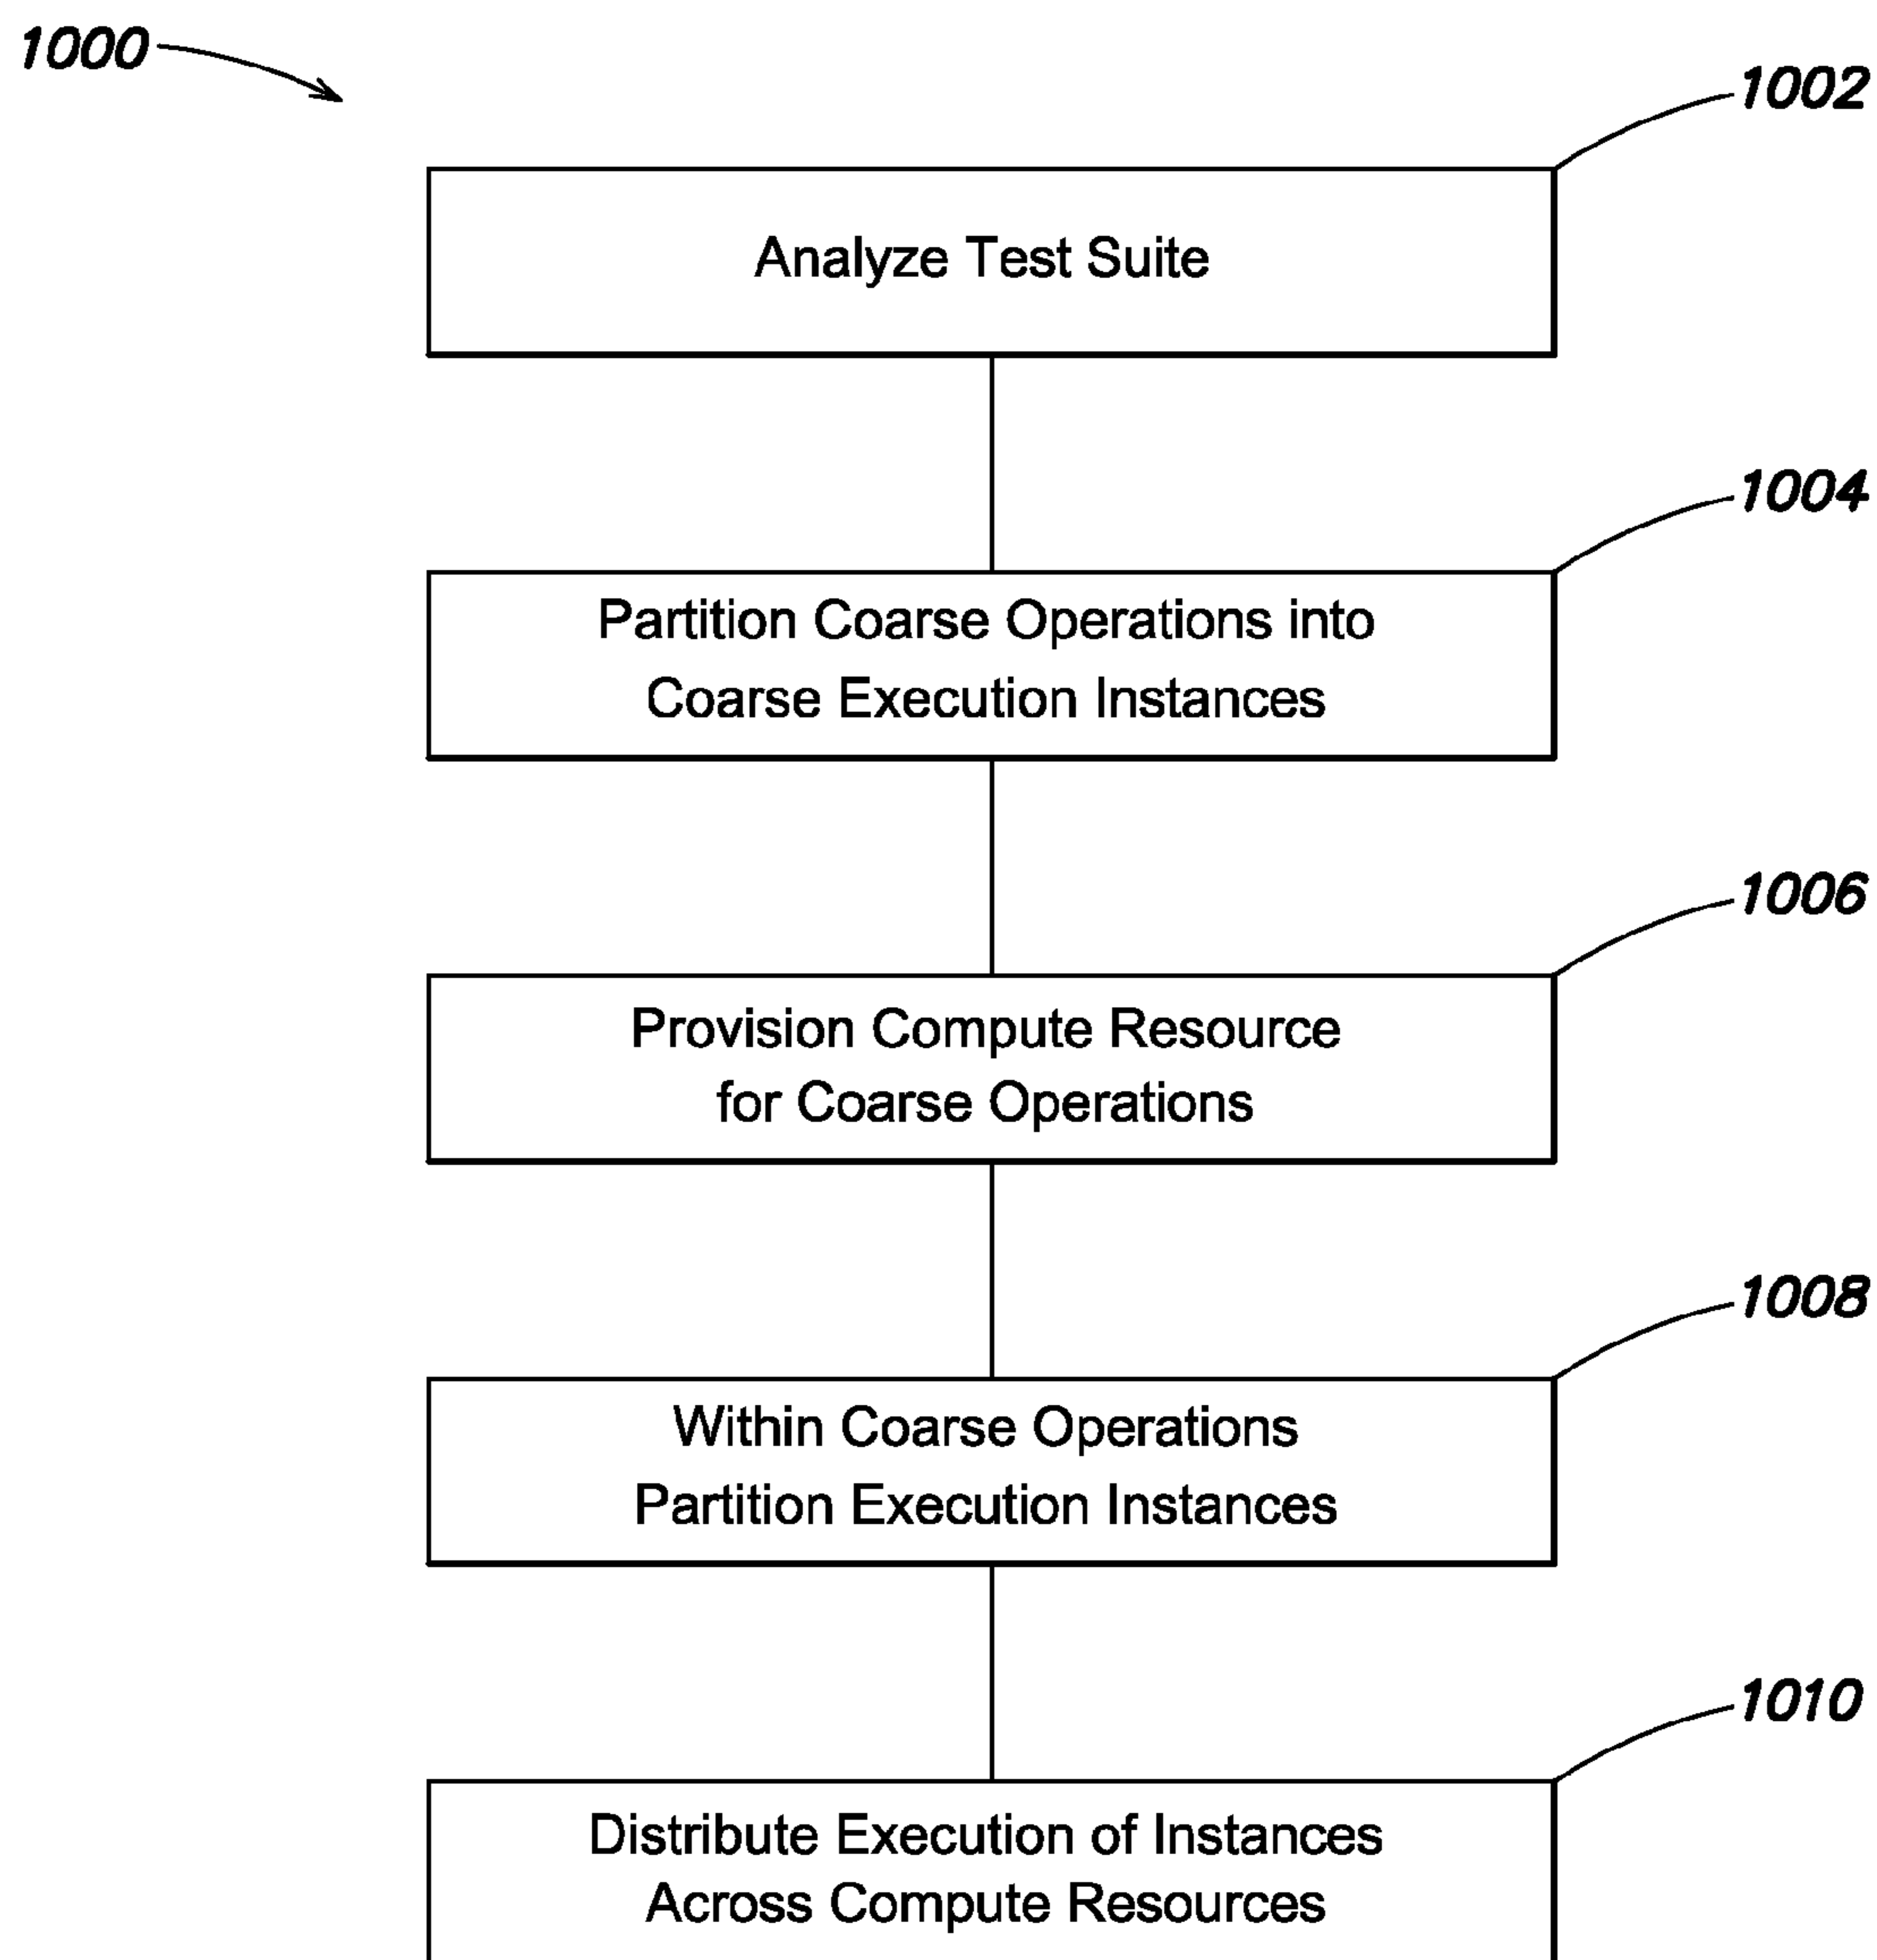 1000
1002
Analyze Test Suite
1004
Partition Coarse Operations into
Coarse Execution Instances
1006
Provision Compute Resource
for Coarse Operations
1008
Within Coarse Operations
Partition Execution Instances
1010
Distribute Execution of Instances
Across Compute Resources